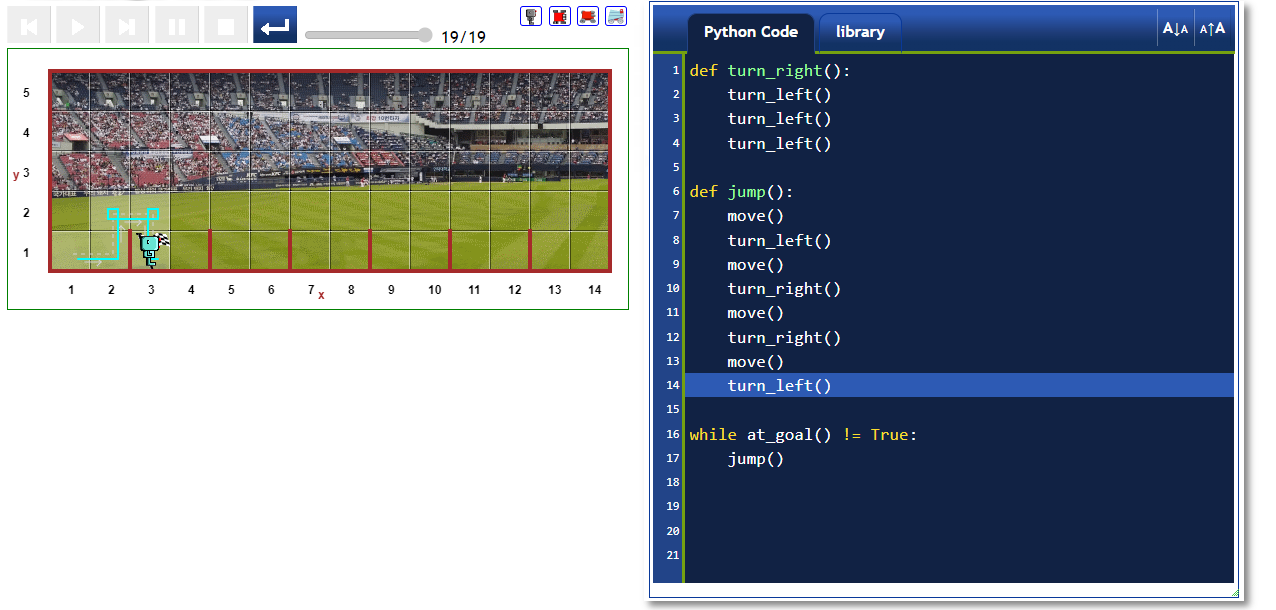 19/19
Python Code
library
A↓A
A↑A
5
4
y 3
2
1
1 2 3 4 5 6 7 8 9 10 11 12 13 14
x
1 def turn_right():
2     turn_left()
3     turn_left()
4     turn_left()
5
6 def jump():
7     move()
8     turn_left()
9     move()
10     turn_right()
11     move()
12     turn_right()
13     move()
14     turn_left()
15
16 while at_goal() != True:
17     jump()
18
19
20
21